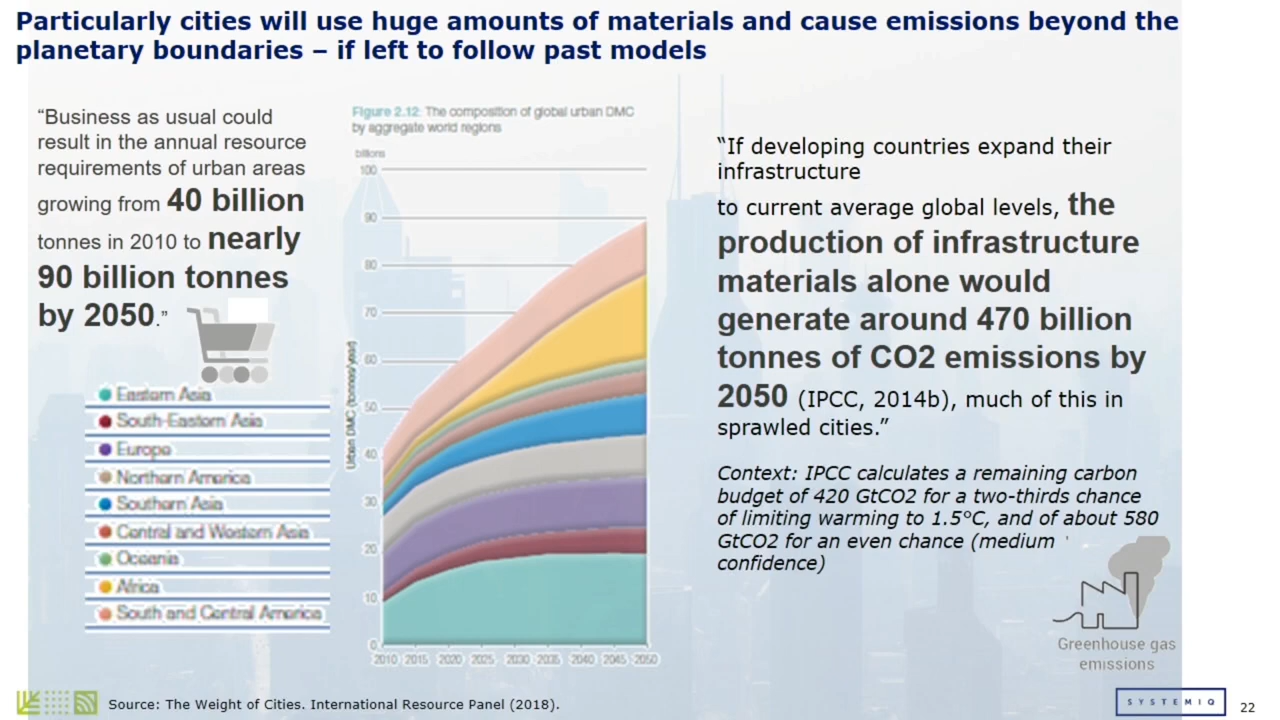 Particularly cities will use huge amounts of materials and cause emissions beyond the
planetary boundaries – if left to follow past models
“Business as usual could
result in the annual resource
requirements of urban areas
growing from 40 billion
tonnes in 2010 to nearly
90 billion tonnes
by 2050.”
Eastern Asia
South-Eastern Asia
Europe
Northern America
Southern Asia
Central and Western Asia
Oceania
Africa
South and Central America
Figure 2.12: The composition of global urban DMC
by aggregate world regions
billions
100
90
80
70
60
50
40
30
20
10
0
Urban DMC (tonnes/year)
2010 2015 2020 2025 2030 2035 2040 2045 2050
“If developing countries expand their
infrastructure
to current average global levels, the
production of infrastructure
materials alone would
generate around 470 billion
tonnes of CO2 emissions by
2050 (IPCC, 2014b), much of this in
sprawled cities.”
Context: IPCC calculates a remaining carbon
budget of 420 GtCO2 for a two-thirds chance
of limiting warming to 1.5°C, and of about 580
GtCO2 for an even chance (medium
confidence)
Greenhouse gas
emissions
Source: The Weight of Cities. International Resource Panel (2018).
SYSTEMIQ
22